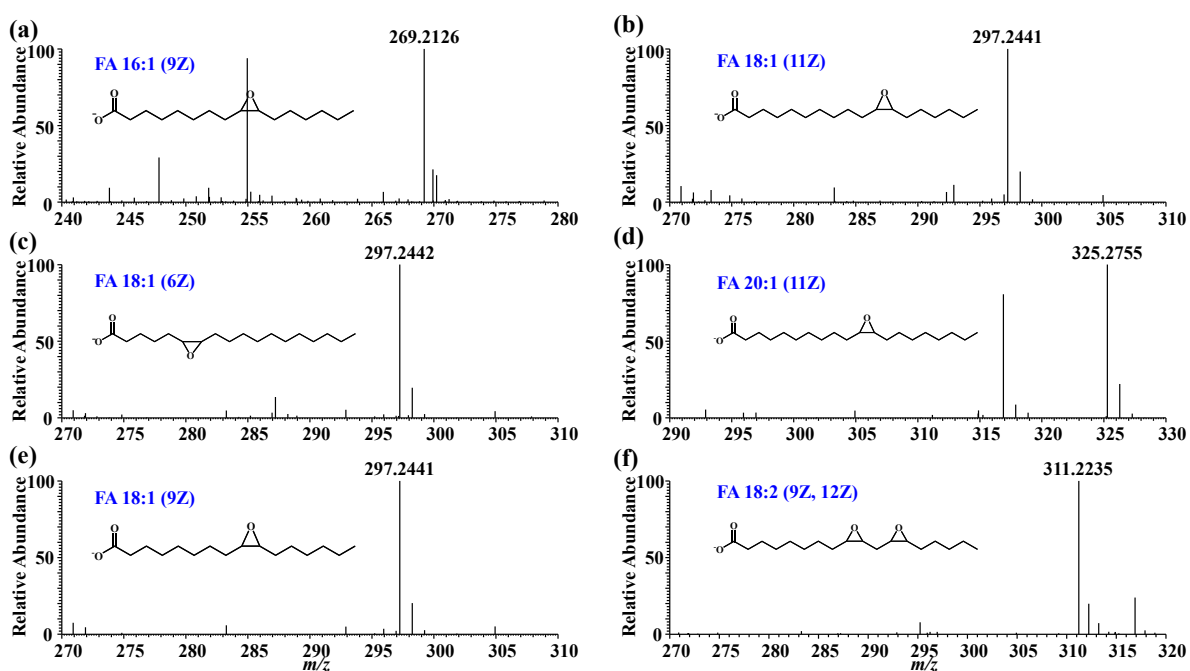 (a)
269.2126
FA 16:1 (9Z)
O
O
-O
Relative Abundance
100
50
0
240 245 250 255 260 265 270 275 280
(b)
297.2441
FA 18:1 (11Z)
O
O
-O
Relative Abundance
100
50
0
270 275 280 285 290 295 300 305 310
(c)
297.2442
FA 18:1 (6Z)
O
-O
O
Relative Abundance
100
50
0
270 275 280 285 290 295 300 305 310
(d)
325.2755
FA 20:1 (11Z)
O
O
-O
Relative Abundance
100
50
0
290 295 300 305 310 315 320 325 330
(e)
297.2441
FA 18:1 (9Z)
O
O
-O
Relative Abundance
100
50
0
270 275 280 285 290 295 300 305 310
m/z
(f)
311.2235
FA 18:2 (9Z, 12Z)
O
O
O
-O
Relative Abundance
100
50
0
270 275 280 285 290 295 300 305 310 315 320
m/z